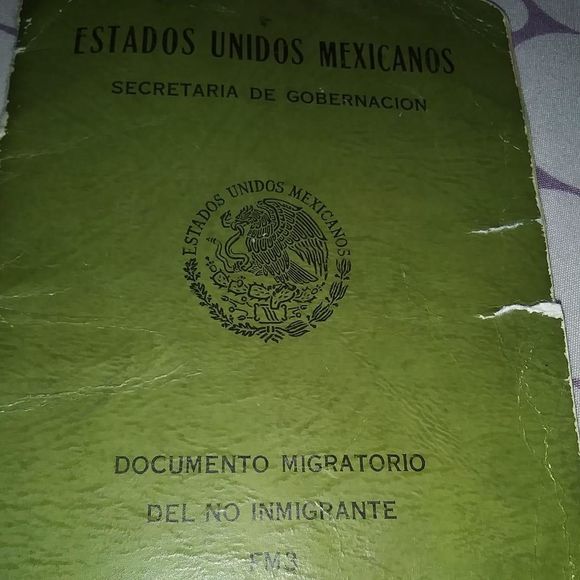 ESTADOS UNIDOS MEXICANOS
SECRETARIA DE GOBERNACION
ESTADOS UNIDOS MEXICANOS
DOCUMENTO MIGRATORIO
DEL NO INMIGRANTE
FM3